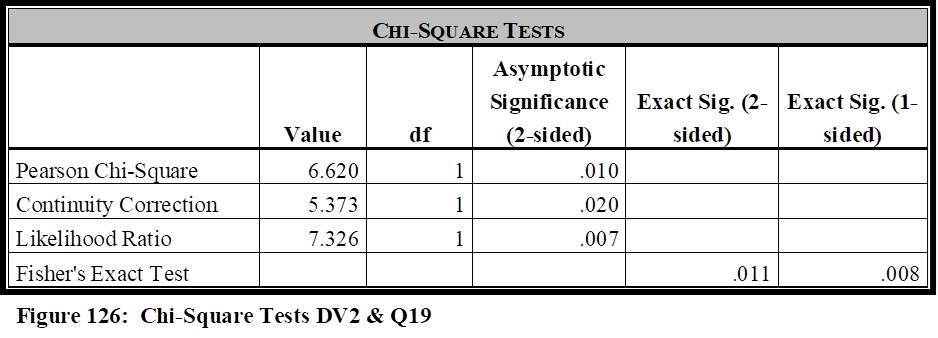 CHI-SQUARE TESTS
Value df Asymptotic Significance (2-sided) Exact Sig. (2-sided) Exact Sig. (1-sided)
Pearson Chi-Square 6.620 1 .010
Continuity Correction 5.373 1 .020
Likelihood Ratio 7.326 1 .007
Fisher's Exact Test .011 .008
Figure 126: Chi-Square Tests DV2 & Q19